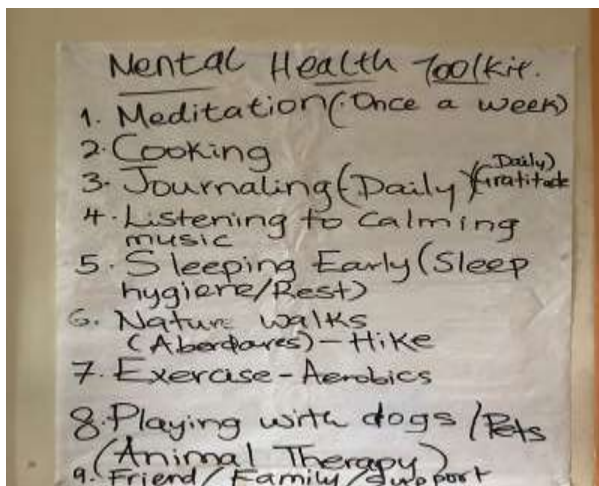 Mental Health Toolkit.
1. Meditation (Once a week)
2. Cooking
3. Journaling (Daily) (Daily) Gratitude
4. Listening to Calming
music
5. Sleeping Early (Sleep
hygiene/Rest)
6. Nature walks
(Aberdares) - Hike
7. Exercise - Aerobics
8. Playing with dogs / Pets
(Animal Therapy)
9. Friend / Family / Support